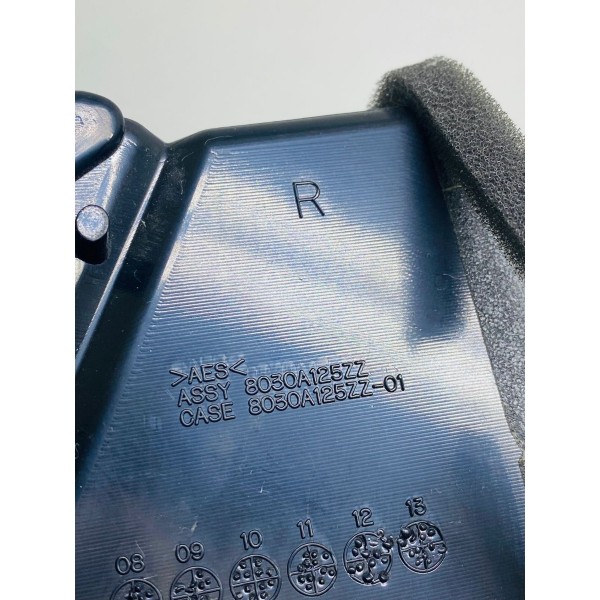 R
>AES<
ASSY 8030A125ZZ
CASE 8030A125ZZ-01
08 09 10 11 12 13